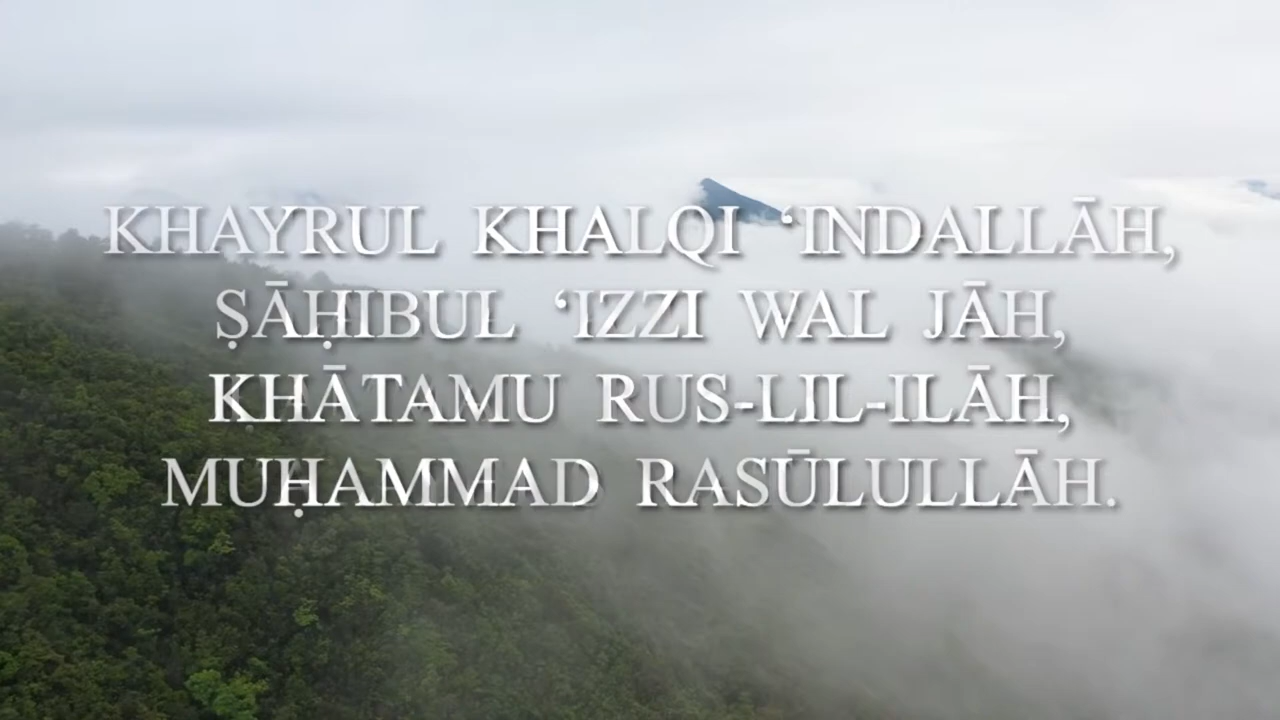 KHAYRUL KHALQI ‘INDALLĀH,
ṢĀḤIBUL ‘IZZI WAL JĀH,
KHĀTAMU RUS-LIL-ILĀH,
MUḤAMMAD RASŪLULLĀH.